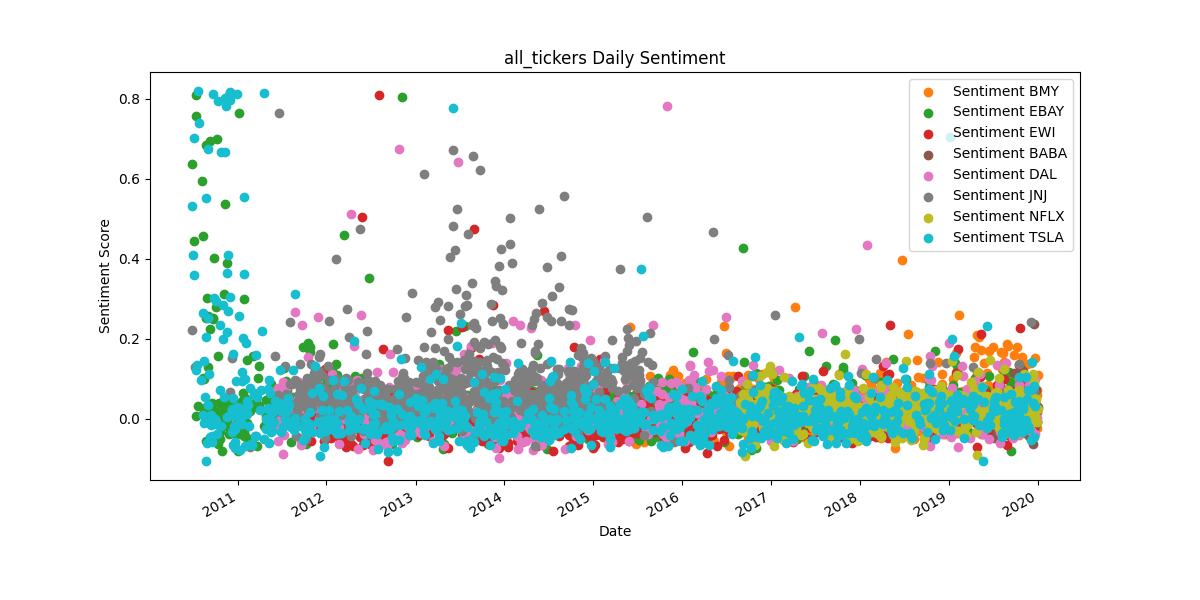 all_tickers Daily Sentiment
Sentiment Score
0.8
0.6
0.4
0.2
0.0
Sentiment BMY
Sentiment EBAY
Sentiment EWI
Sentiment BABA
Sentiment DAL
Sentiment JNJ
Sentiment NFLX
Sentiment TSLA
2011
2012
2013
2014
2015
2016
2017
2018
2019
2020
Date